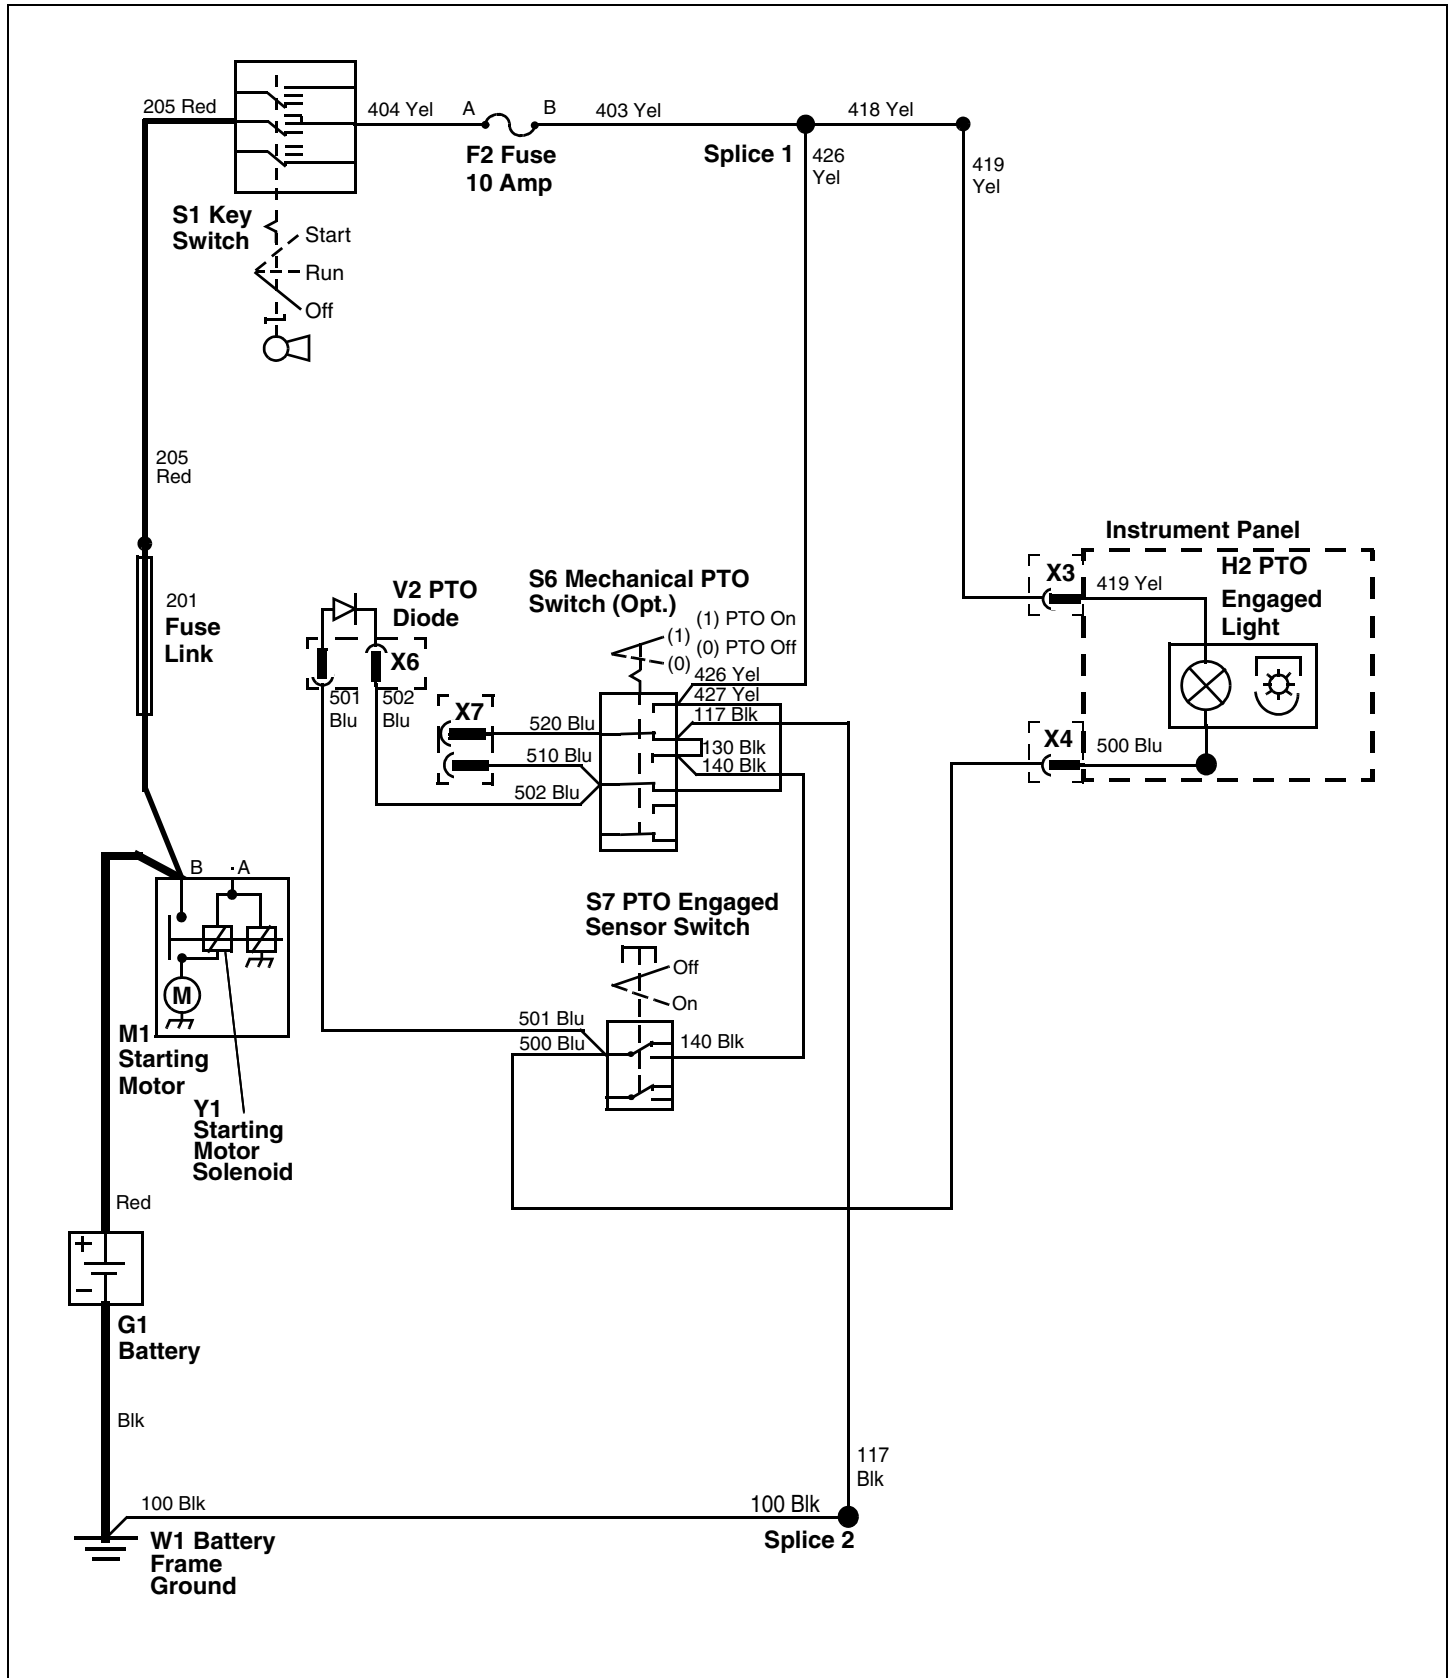 205 Red
404 Yel
A
B
403 Yel
418 Yel
F2 Fuse
10 Amp
Splice 1
426
Yel
419
Yel
S1 Key
Switch
Start
Run
Off
205
Red
Instrument Panel
X3
419 Yel
H2 PTO
Engaged
Light
201
Fuse
Link
V2 PTO
Diode
X6
501
Blu
502
Blu
S6 Mechanical PTO
Switch (Opt.)
(1) PTO On
(1)
(0) PTO Off
(0)
426 Yel
427 Yel
117 Blk
130 Blk
140 Blk
X7
520 Blu
510 Blu
502 Blu
X4
500 Blu
B
A
M
M1
Starting
Motor
Y1
Starting
Motor
Solenoid
S7 PTO Engaged
Sensor Switch
Off
On
501 Blu
500 Blu
140 Blk
Red
+
−
G1
Battery
Blk
117
Blk
100 Blk
100 Blk
Splice 2
W1 Battery
Frame
Ground